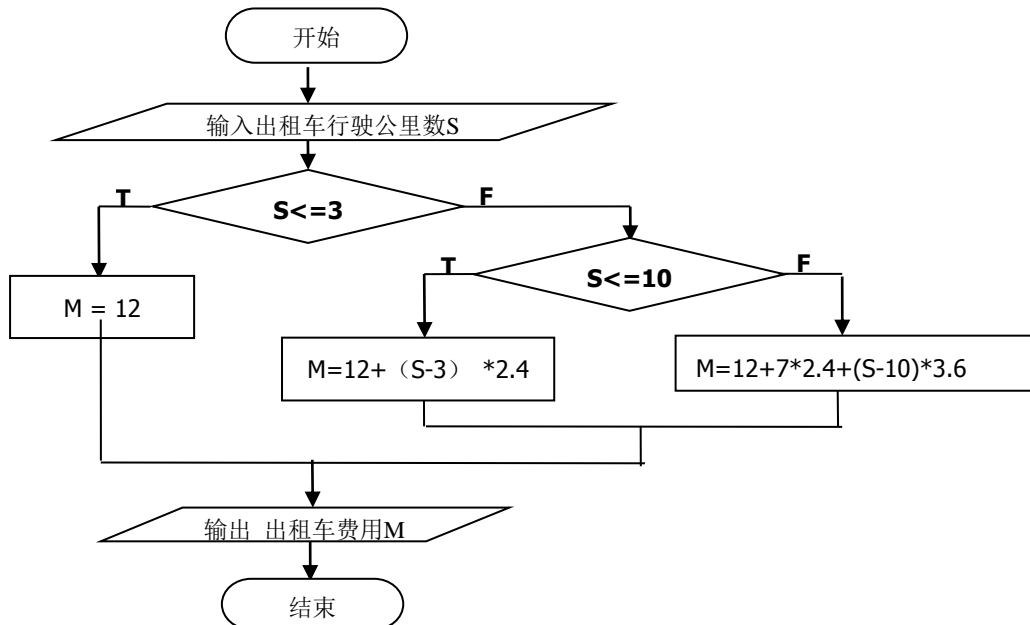 开始
输入出租车行驶公里数S
T
S<=3
F
T
S<=10
F
M = 12
M=12+（S-3） *2.4
M=12+7*2.4+(S-10)*3.6
输出 出租车费用M
结束